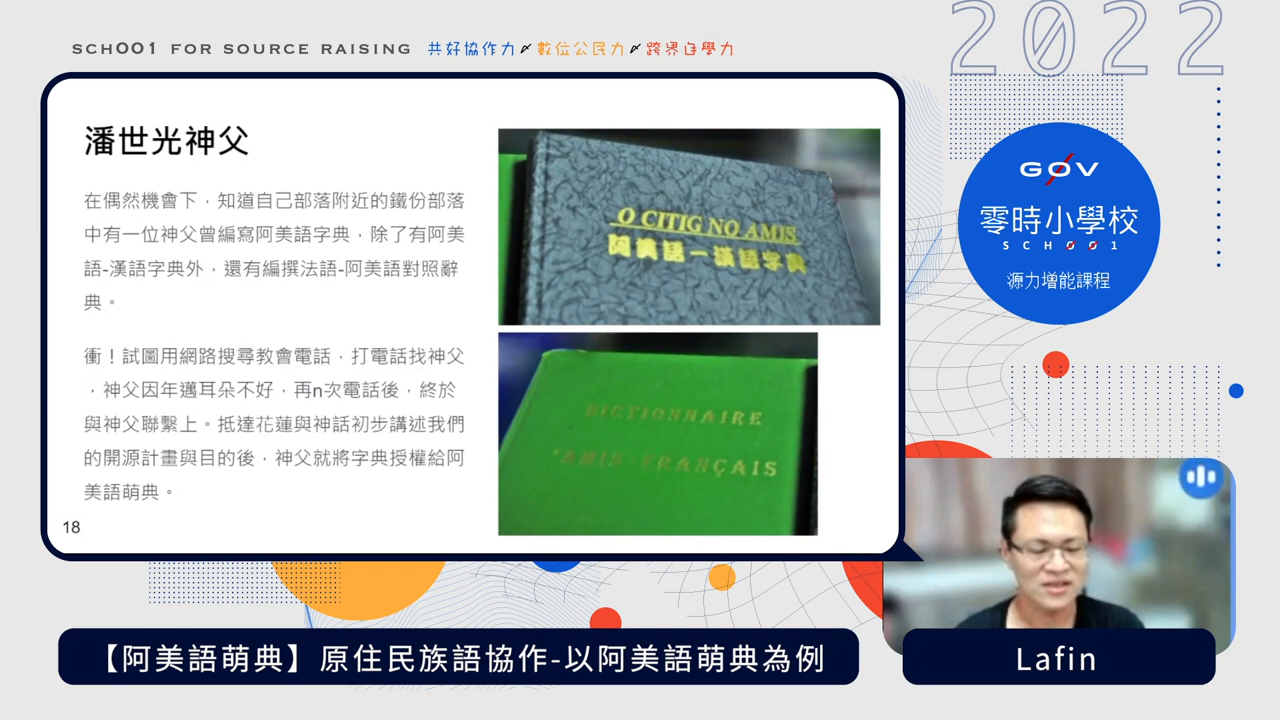 SCHOO1 FOR SOURCE RAISING 共好協作力 數位公民力 跨界自學力
2022
潘世光神父
在偶然機會下，知道自己部落附近的鐵份部落
中有一位神父曾編寫阿美語字典，除了有阿美
語-漢語字典外，還有編撰法語-阿美語對照辭
典。
衝！試圖用網路搜尋教會電話，打電話找神父
，神父因年邁耳朵不好，再n次電話後，終於
與神父聯繫上。抵達花蓮與神話初步講述我們
的開源計畫與目的後，神父就將字典授權給阿
美語萌典。
18
O CITIG NO AMIS
阿美語－漢語字典
DICTIONNAIRE
'AMIS-FRANÇAIS
GØV
零時小學校
SCHOO1
源力增能課程
【阿美語萌典】原住民族語協作-以阿美語萌典為例
Lafin